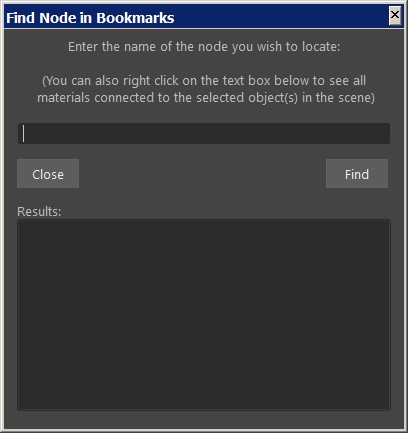 Find Node in Bookmarks
Enter the name of the node you wish to locate:
(You can also right click on the text box below to see all
materials connected to the selected object(s) in the scene)
Close
Find
Results: